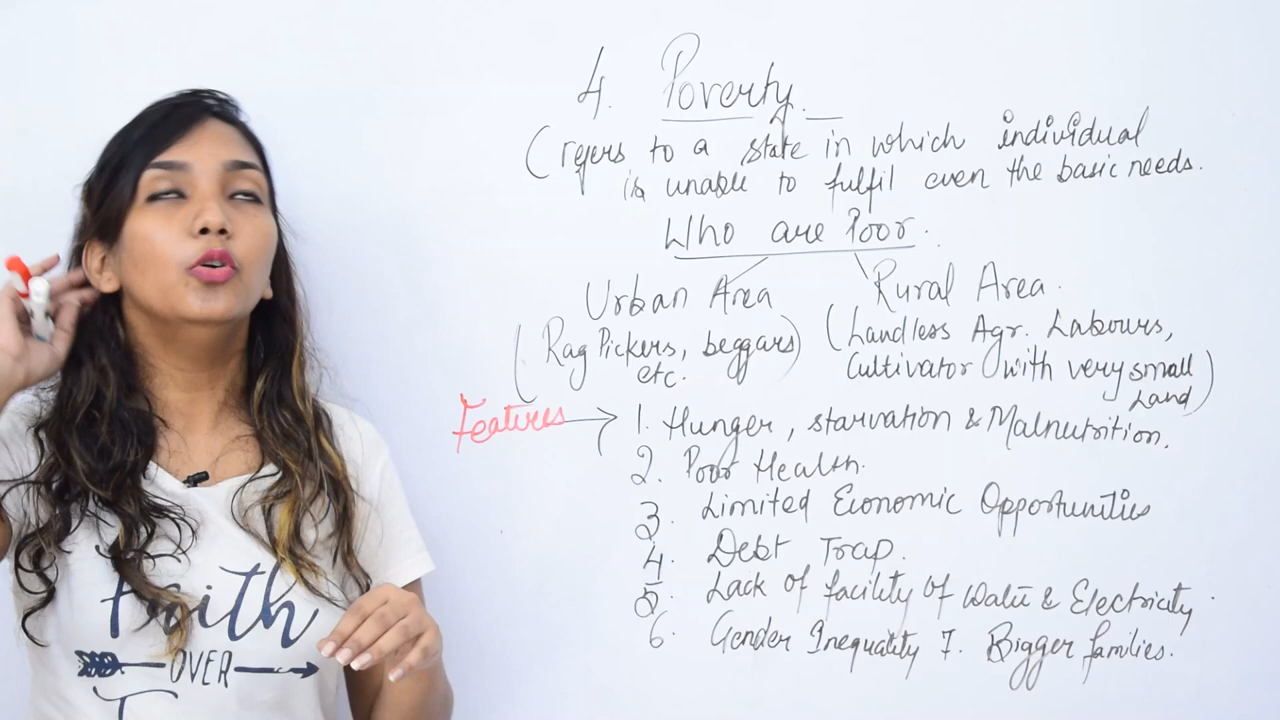 4. Poverty.
(refers to a state in which individual
is unable to fulfil even the basic needs.
Who are Poor.
Urban Area
Rural Area.
(Rag Pickers, beggars)
etc.
(Landless Agr. Labours,
Cultivator with very small
Land)
Features → 1. Hunger, starvation & Malnutrition.
2. Poor Health.
3. Limited Economic Opportunities
4. Debt Trap.
5. Lack of facility of Water & Electricity.
6. Gender Inequality 7. Bigger families.
Faith
OVER